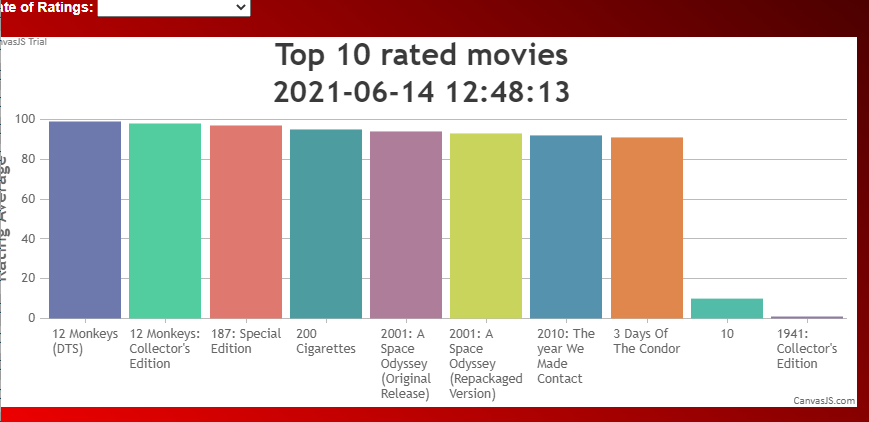 ate of Ratings:
nvasJS Trial
Top 10 rated movies
2021-06-14 12:48:13
Rating Average
100
80
60
40
20
0
12 Monkeys
(DTS)
12 Monkeys:
Collector's
Edition
187: Special
Edition
200
Cigarettes
2001: A
Space
Odyssey
(Original
Release)
2001: A
Space
Odyssey
(Repackaged
Version)
2010: The
year We
Made
Contact
3 Days Of
The Condor
10
1941:
Collector's
Edition
CanvasJS.com